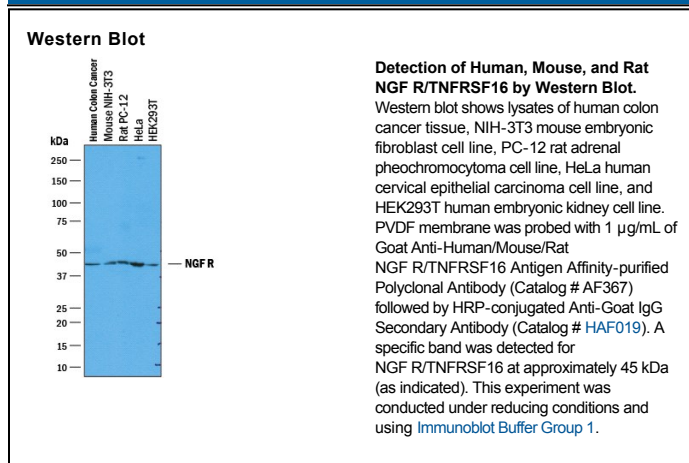 Western Blot
Human Colon Cancer
Mouse NIH-3T3
Rat PC-12
HeLa
HEK293T
kDa
250
150
100
75
50
37
25
20
15
10
NGF R
Detection of Human, Mouse, and Rat
NGF R/TNFRSF16 by Western Blot.
Western blot shows lysates of human colon
cancer tissue, NIH-3T3 mouse embryonic
fibroblast cell line, PC-12 rat adrenal
pheochromocytoma cell line, HeLa human
cervical epithelial carcinoma cell line, and
HEK293T human embryonic kidney cell line.
PVDF membrane was probed with 1 µg/mL of
Goat Anti-Human/Mouse/Rat
NGF R/TNFRSF16 Antigen Affinity-purified
Polyclonal Antibody (Catalog # AF367)
followed by HRP-conjugated Anti-Goat IgG
Secondary Antibody (Catalog # HAF019). A
specific band was detected for
NGF R/TNFRSF16 at approximately 45 kDa
(as indicated). This experiment was
conducted under reducing conditions and
using Immunoblot Buffer Group 1.